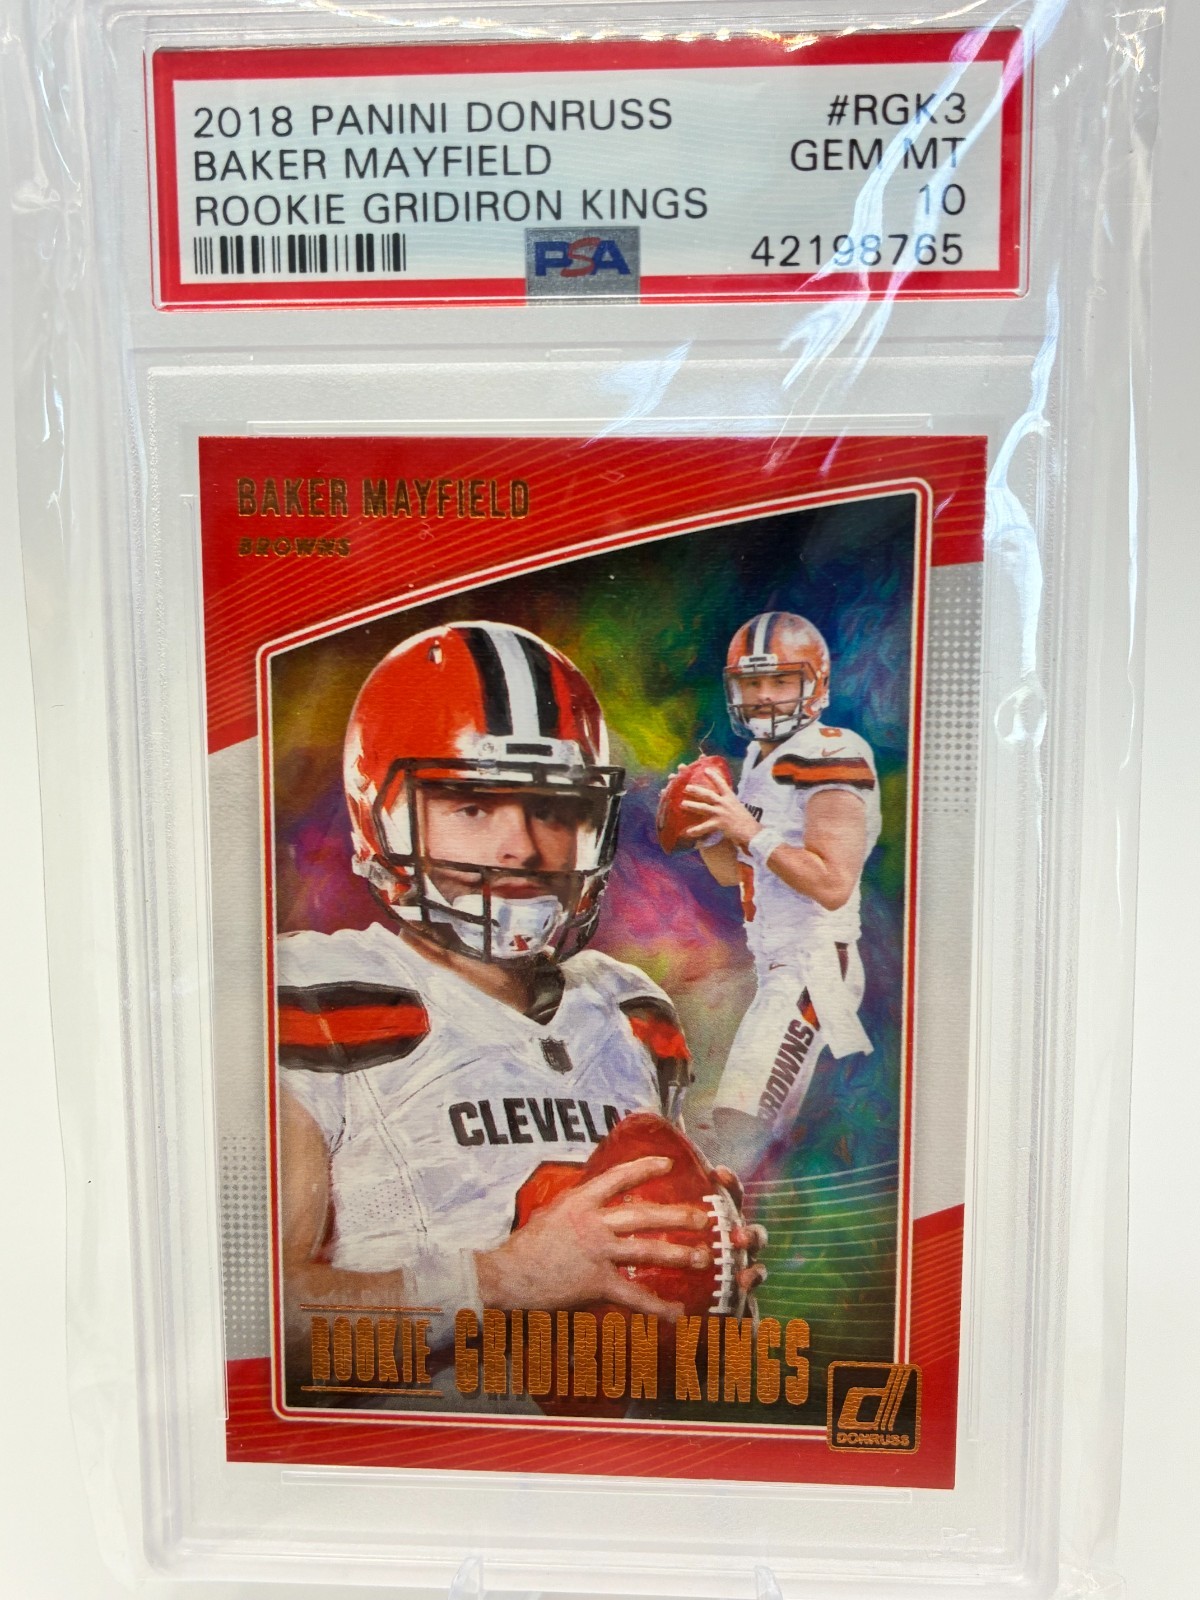 2018 PANINI DONRUSS #RGK3
BAKER MAYFIELD GEM MT
ROOKIE GRIDIRON KINGS 10
PSA 42198765
BAKER MAYFIELD
BROWNS
BROWNS
CLEVELA
ROOKIE GRIDIRON KINGS
d
DONRUSS